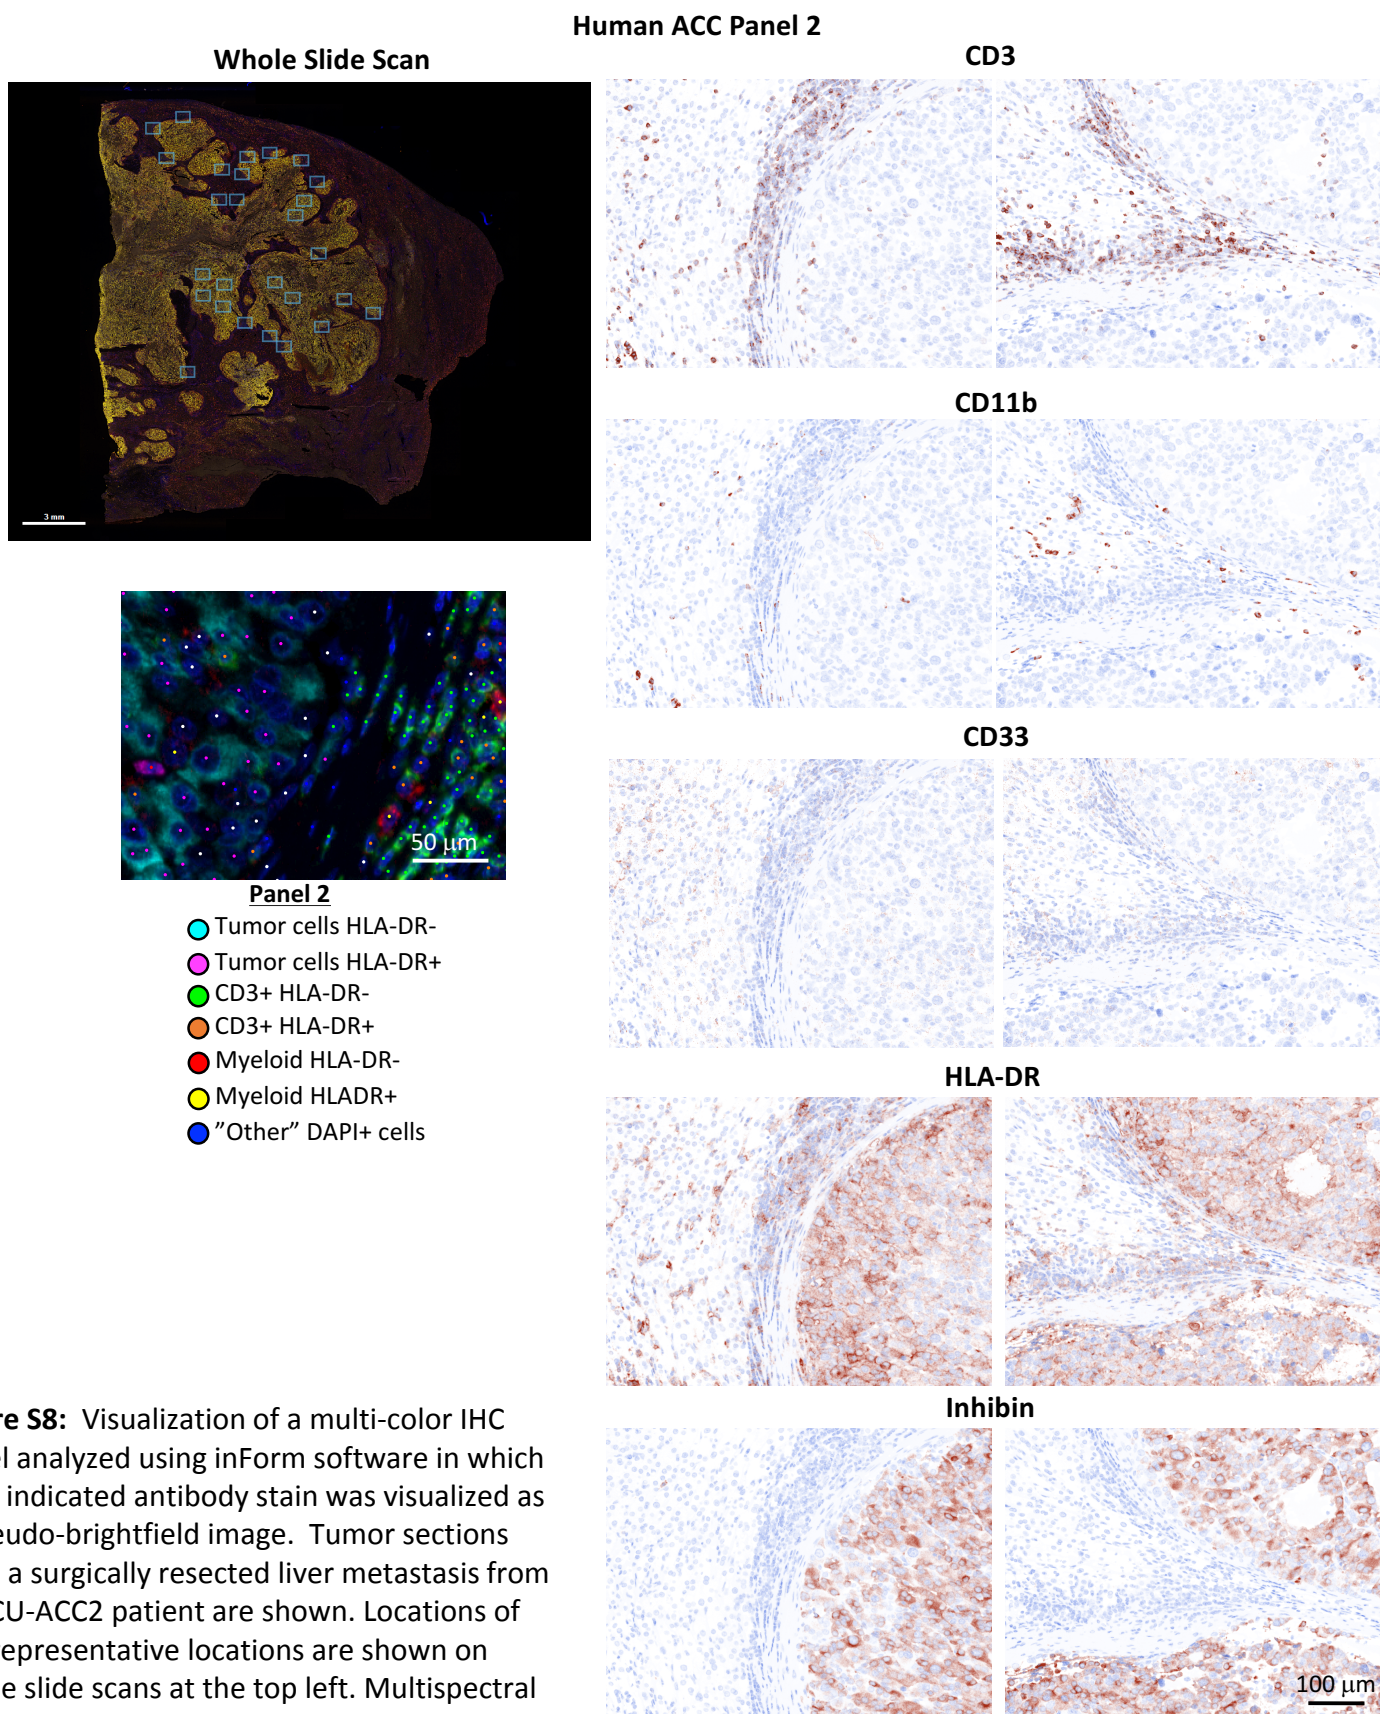 Human ACC Panel 2
Whole Slide Scan
CD3
3 mm
CD11b
50 μm
CD33
Panel 2
Tumor cells HLA-DR-
Tumor cells HLA-DR+
CD3+ HLA-DR-
CD3+ HLA-DR+
Myeloid HLA-DR-
Myeloid HLADR+
”Other” DAPI+ cells
HLA-DR
Inhibin
100 μm
re S8: Visualization of a multi-color IHC
el analyzed using inForm software in which
indicated antibody stain was visualized as
eudo-brightfield image. Tumor sections
a surgically resected liver metastasis from
CU-ACC2 patient are shown. Locations of
representative locations are shown on
e slide scans at the top left. Multispectral